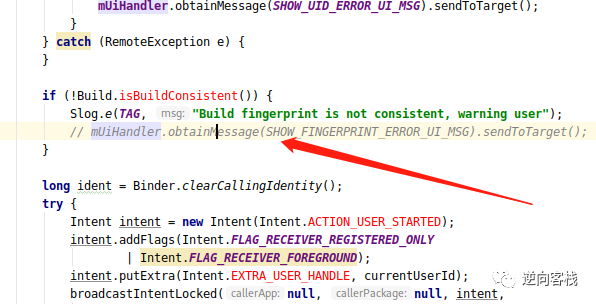 mUiHandler.obtainMessage(SHOW_UID_ERROR_UI_MSG).sendToTarget();
}
} catch (RemoteException e) {
}
if (!Build.isBuildConsistent()) {
Slog.e(TAG, msg: "Build fingerprint is not consistent, warning user");
// mUiHandler.obtainMessage(SHOW_FINGERPRINT_ERROR_UI_MSG).sendToTarget();
}
long ident = Binder.clearCallingIdentity();
try {
Intent intent = new Intent(Intent.ACTION_USER_STARTED);
intent.addFlags(Intent.FLAG_RECEIVER_REGISTERED_ONLY
| Intent.FLAG_RECEIVER_FOREGROUND);
intent.putExtra(Intent.EXTRA_USER_HANDLE, currentUserId);
broadcastIntentLocked( callerApp: null, callerPackage: null, intent,
逆向客栈